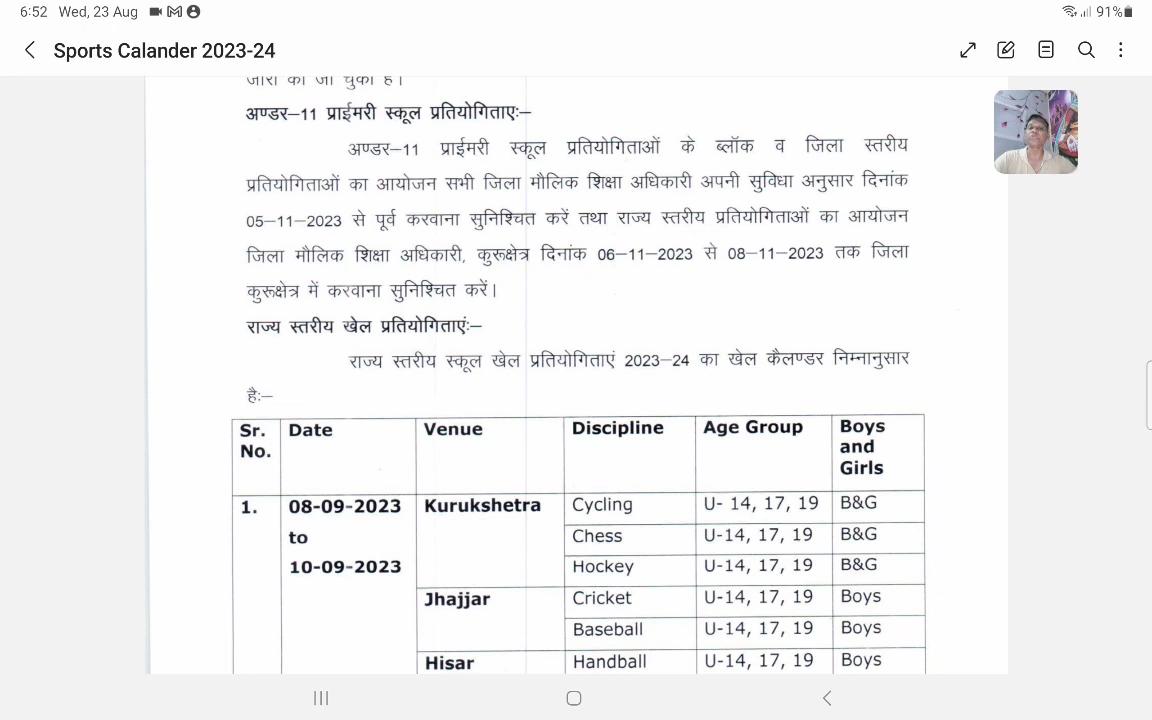 6:52 Wed, 23 Aug
91%
Sports Calander 2023-24
जारी की जा चुकी है।
अण्डर–11 प्राईमरी स्कूल प्रतियोगिताएः–
अण्डर–11 प्राईमरी स्कूल प्रतियोगिताओं के ब्लॉक व जिला स्तरीय
प्रतियोगिताओं का आयोजन सभी जिला मौलिक शिक्षा अधिकारी अपनी सुविधा अनुसार दिनांक
05–11–2023 से पूर्व करवाना सुनिश्चित करें तथा राज्य स्तरीय प्रतियोगिताओं का आयोजन
जिला मौलिक शिक्षा अधिकारी, कुरूक्षेत्र दिनांक 06–11–2023 से 08–11–2023 तक जिला
कुरूक्षेत्र में करवाना सुनिश्चित करें।
राज्य स्तरीय खेल प्रतियोगिताएंः–
राज्य स्तरीय स्कूल खेल प्रतियोगिताएं 2023–24 का खेल कैलण्डर निम्नानुसार
हैः–
Sr. No. Date Venue Discipline Age Group Boys and Girls
1. 08-09-2023 to 10-09-2023 Kurukshetra Cycling U- 14, 17, 19 B&G
Chess U-14, 17, 19 B&G
Hockey U-14, 17, 19 B&G
Jhajjar Cricket U-14, 17, 19 Boys
Baseball U-14, 17, 19 Boys
Hisar Handball U-14, 17, 19 Boys